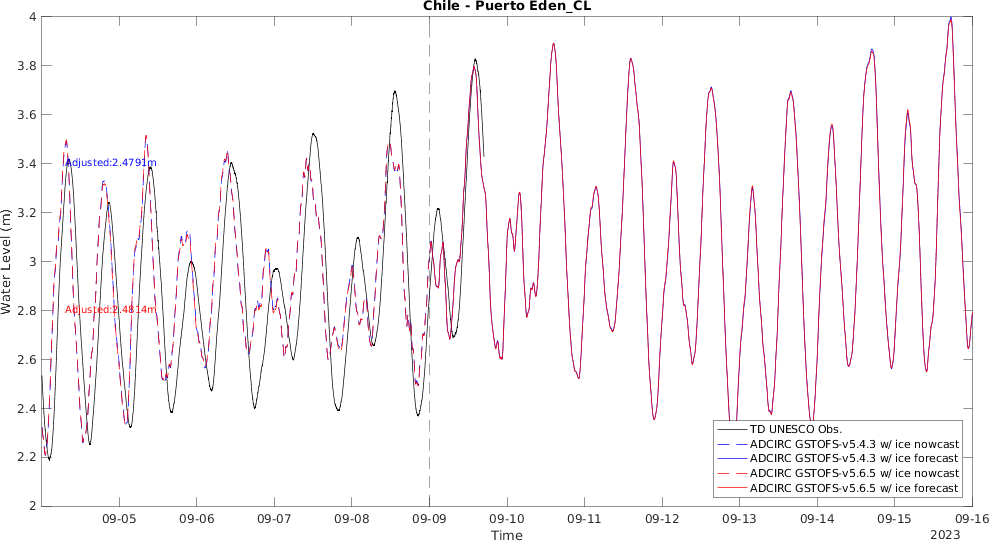 Chile - Puerto Eden_CL
4
3.8
3.6
3.4
3.2
3
2.8
2.6
2.4
2.2
2
Water Level (m)
Adjusted:2.4791m
Adjusted:2.4814m
TD UNESCO Obs.
ADCIRC GSTOFS-v5.4.3 w/ ice nowcast
ADCIRC GSTOFS-v5.4.3 w/ ice forecast
ADCIRC GSTOFS-v5.6.5 w/ ice nowcast
ADCIRC GSTOFS-v5.6.5 w/ ice forecast
09-05 09-06 09-07 09-08 09-09 09-10 09-11 09-12 09-13 09-14 09-15 09-16
Time
2023